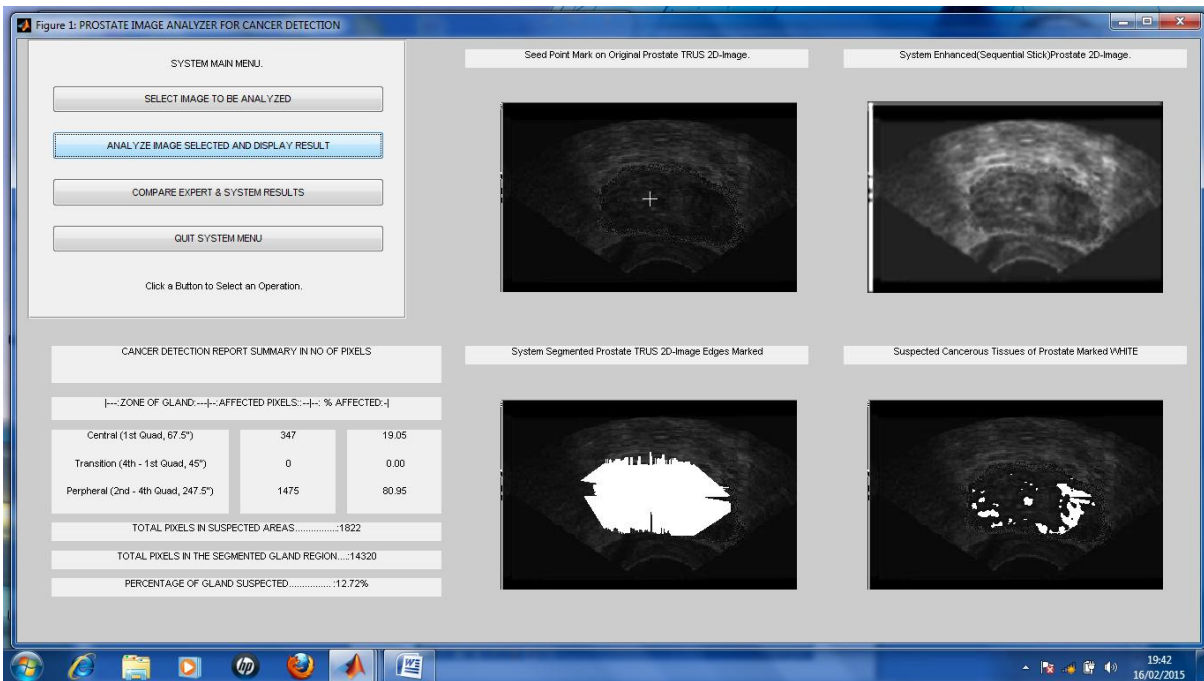 Figure 1: PROSTATE IMAGE ANALYZER FOR CANCER DETECTION
SYSTEM MAIN MENU.
SELECT IMAGE TO BE ANALYZED
ANALYZE IMAGE SELECTED AND DISPLAY RESULT
COMPARE EXPERT & SYSTEM RESULTS
QUIT SYSTEM MENU
Click a Button to Select an Operation.
Seed Point Mark on Original Prostate TRUS 2D-Image.
System Enhanced(Sequential Stick)Prostate 2D-Image.
CANCER DETECTION REPORT SUMMARY IN NO OF PIXELS
|---:ZONE OF GLAND:---|--:AFFECTED PIXELS::--|--: % AFFECTED:-|
Central (1st Quad, 67.5") 347 19.05
Transition (4th - 1st Quad, 45") 0 0.00
Perpheral (2nd - 4th Quad, 247.5") 1475 80.95
TOTAL PIXELS IN SUSPECTED AREAS...............:1822
TOTAL PIXELS IN THE SEGMENTED GLAND REGION....:14320
PERCENTAGE OF GLAND SUSPECTED................ :12.72%
System Segmented Prostate TRUS 2D-Image Edges Marked
Suspected Cancerous Tissues of Prostate Marked WHITE
hp
W
19:42
16/02/2015